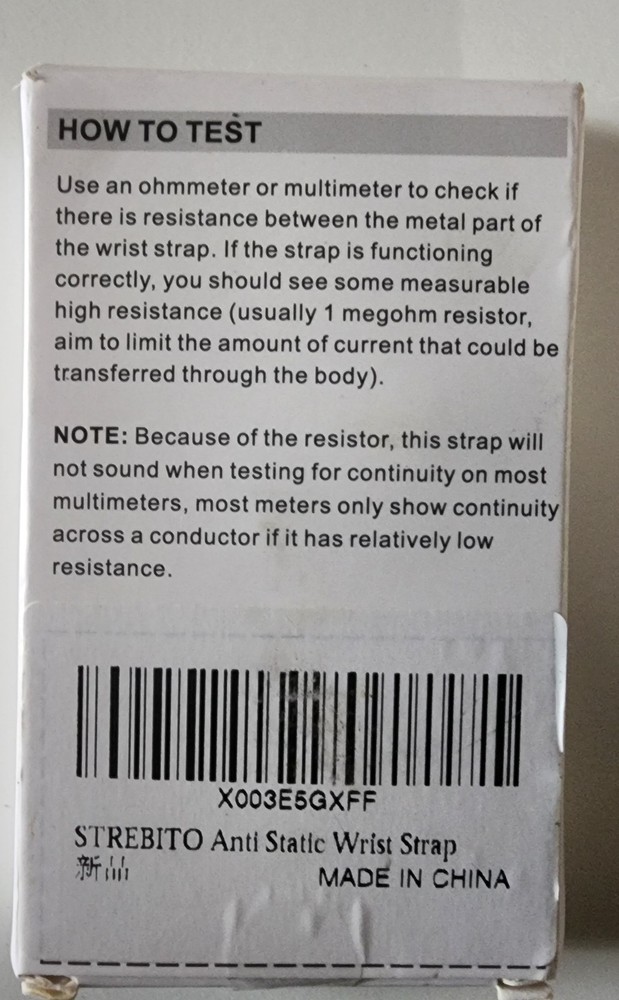 HOW TO TEST
Use an ohmmeter or multimeter to check if
there is resistance between the metal part of
the wrist strap. If the strap is functioning
correctly, you should see some measurable
high resistance (usually 1 megohm resistor,
aim to limit the amount of current that could be
transferred through the body).
NOTE: Because of the resistor, this strap will
not sound when testing for continuity on most
multimeters, most meters only show continuity
across a conductor if it has relatively low
resistance.
X003E5GXFF
STREBITO Anti Static Wrist Strap
新品
MADE IN CHINA